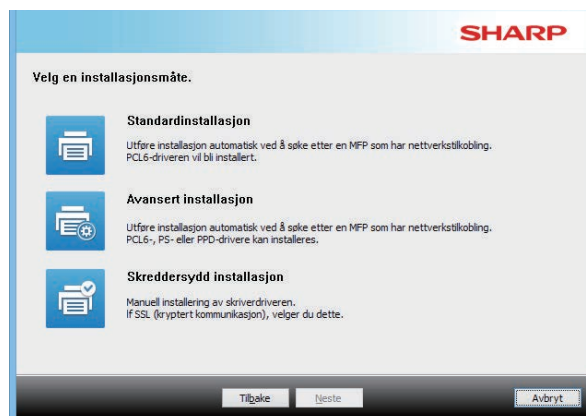 SHARP
Velg en installasjonsmåte.
Standardinstallasjon
Utføre installasjon automatisk ved å søke etter en MFP som har nettverkstilkobling.
PCL6-driveren vil bli installert.
Avansert installasjon
Utføre installasjon automatisk ved å søke etter en MFP som har nettverkstilkobling.
PCL6-, PS- eller PPD-drivere kan installeres.
Skreddersydd installasjon
Manuell installering av skriverdriveren.
If SSL (kryptert kommunikasjon), velger du dette.
Tilbake Neste Avbryt